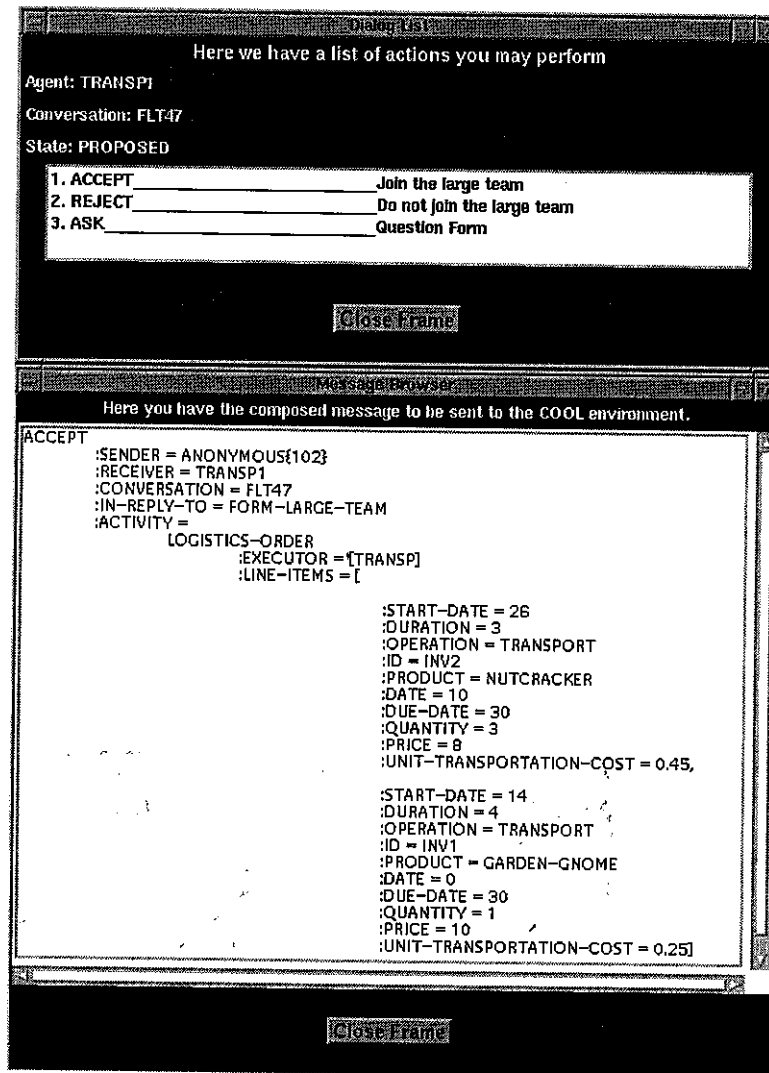 Dialog List
Here we have a list of actions you may perform
Agent: TRANSP1
Conversation: FLT47
State: PROPOSED
1. ACCEPT____________________Join the large team
2. REJECT____________________Do not join the large team
3. ASK____________________Question Form
Close Frame
Message Browser
Here you have the composed message to be sent to the COOL environment.
ACCEPT
:SENDER = ANONYMOUS{102}
:RECEIVER = TRANSP1
:CONVERSATION = FLT47
:IN-REPLY-TO = FORM-LARGE-TEAM
:ACTIVITY =
LOGISTICS-ORDER
:EXECUTOR =[TRANSP]
:LINE-ITEMS = [
:START-DATE = 26
:DURATION = 3
:OPERATION = TRANSPORT
:ID = INV2
:PRODUCT = NUTCRACKER
:DATE = 10
:DUE-DATE = 30
:QUANTITY = 3
:PRICE = 8
:UNIT-TRANSPORTATION-COST = 0.45,
:START-DATE = 14
:DURATION = 4
:OPERATION = TRANSPORT
:ID = INV1
:PRODUCT = GARDEN-GNOME
:DATE = 0
:DUE-DATE = 30
:QUANTITY = 1
:PRICE = 10
:UNIT-TRANSPORTATION-COST = 0.25]
Close Frame